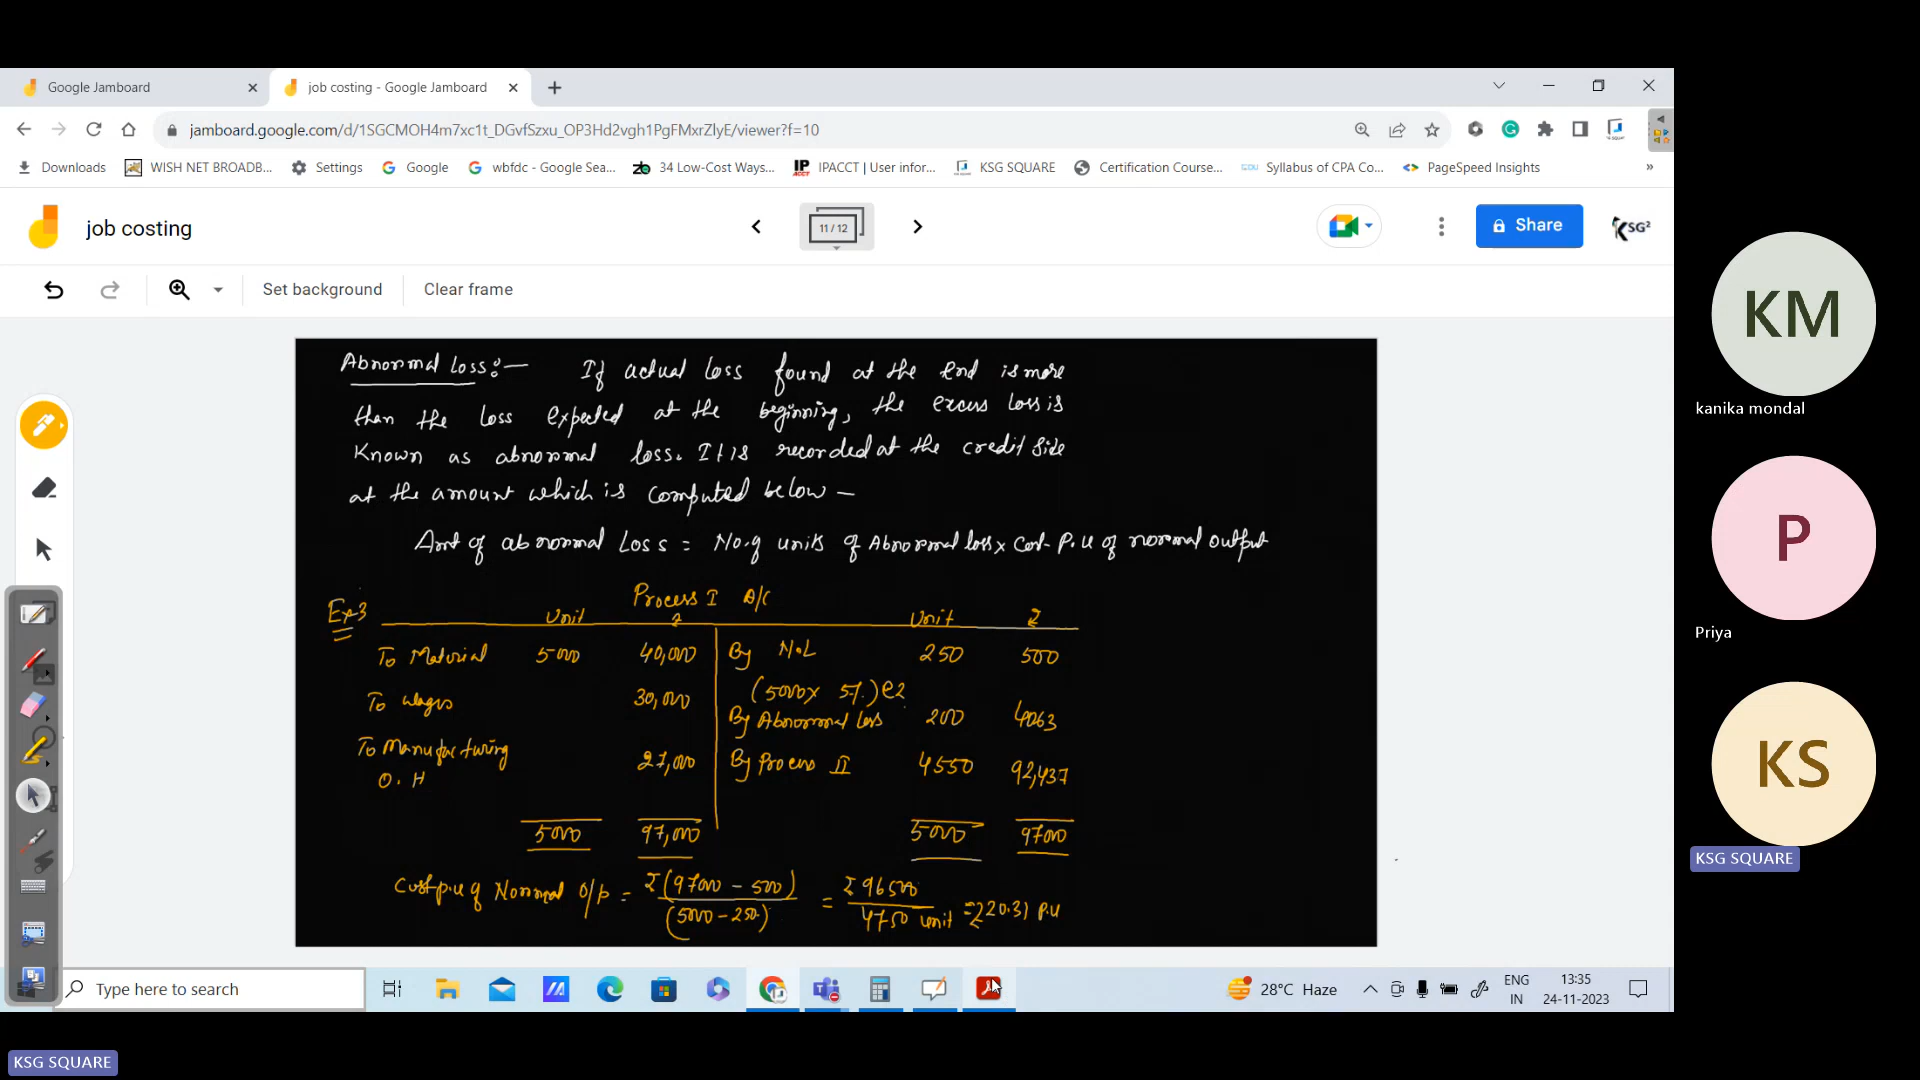 Google Jamboard
job costing - Google Jamboard
jamboard.google.com/d/1SGCMOH4m7xc1t_DGvfSzxu_OP3Hd2vgh1PgFMxrZlyE/viewer?f=10
Downloads WISH NET BROADB... Settings Google wbfdc - Google Sea... 34 Low-Cost Ways... IPACCT | User infor... KSG SQUARE Certification Course... Syllabus of CPA Co... PageSpeed Insights »
job costing
11 / 12
Share
KSG²
Set background
Clear frame
Abnormal Loss:— If actual loss found at the end is more
than the loss expected at the beginning, the excess loss is
Known as abnormal loss. It is recorded at the credit side
at the amount which is computed below —
Amt of abnormal Loss = No. of units of Abnormal loss x Cost P.U of normal output
Ex-3
Process I A/C
Unit ₹ Unit ₹
To Material 5000 40,000 By N.L 250 500
(5000x 5%)@2
To Wages 30,000
By Abnormal Loss 200 4063
To Manufacturing O.H 27,000 By Process II 4550 92,437
5000 97,000 5000 97000
Cost p.u of Normal O/P = ₹(97000 - 500) / (5000 - 250) = ₹96500 / 4750 unit = ₹20.31 P.U
KM
kanika mondal
P
Priya
KS
KSG SQUARE
Type here to search
28°C Haze
ENG
IN
13:35
24-11-2023
KSG SQUARE